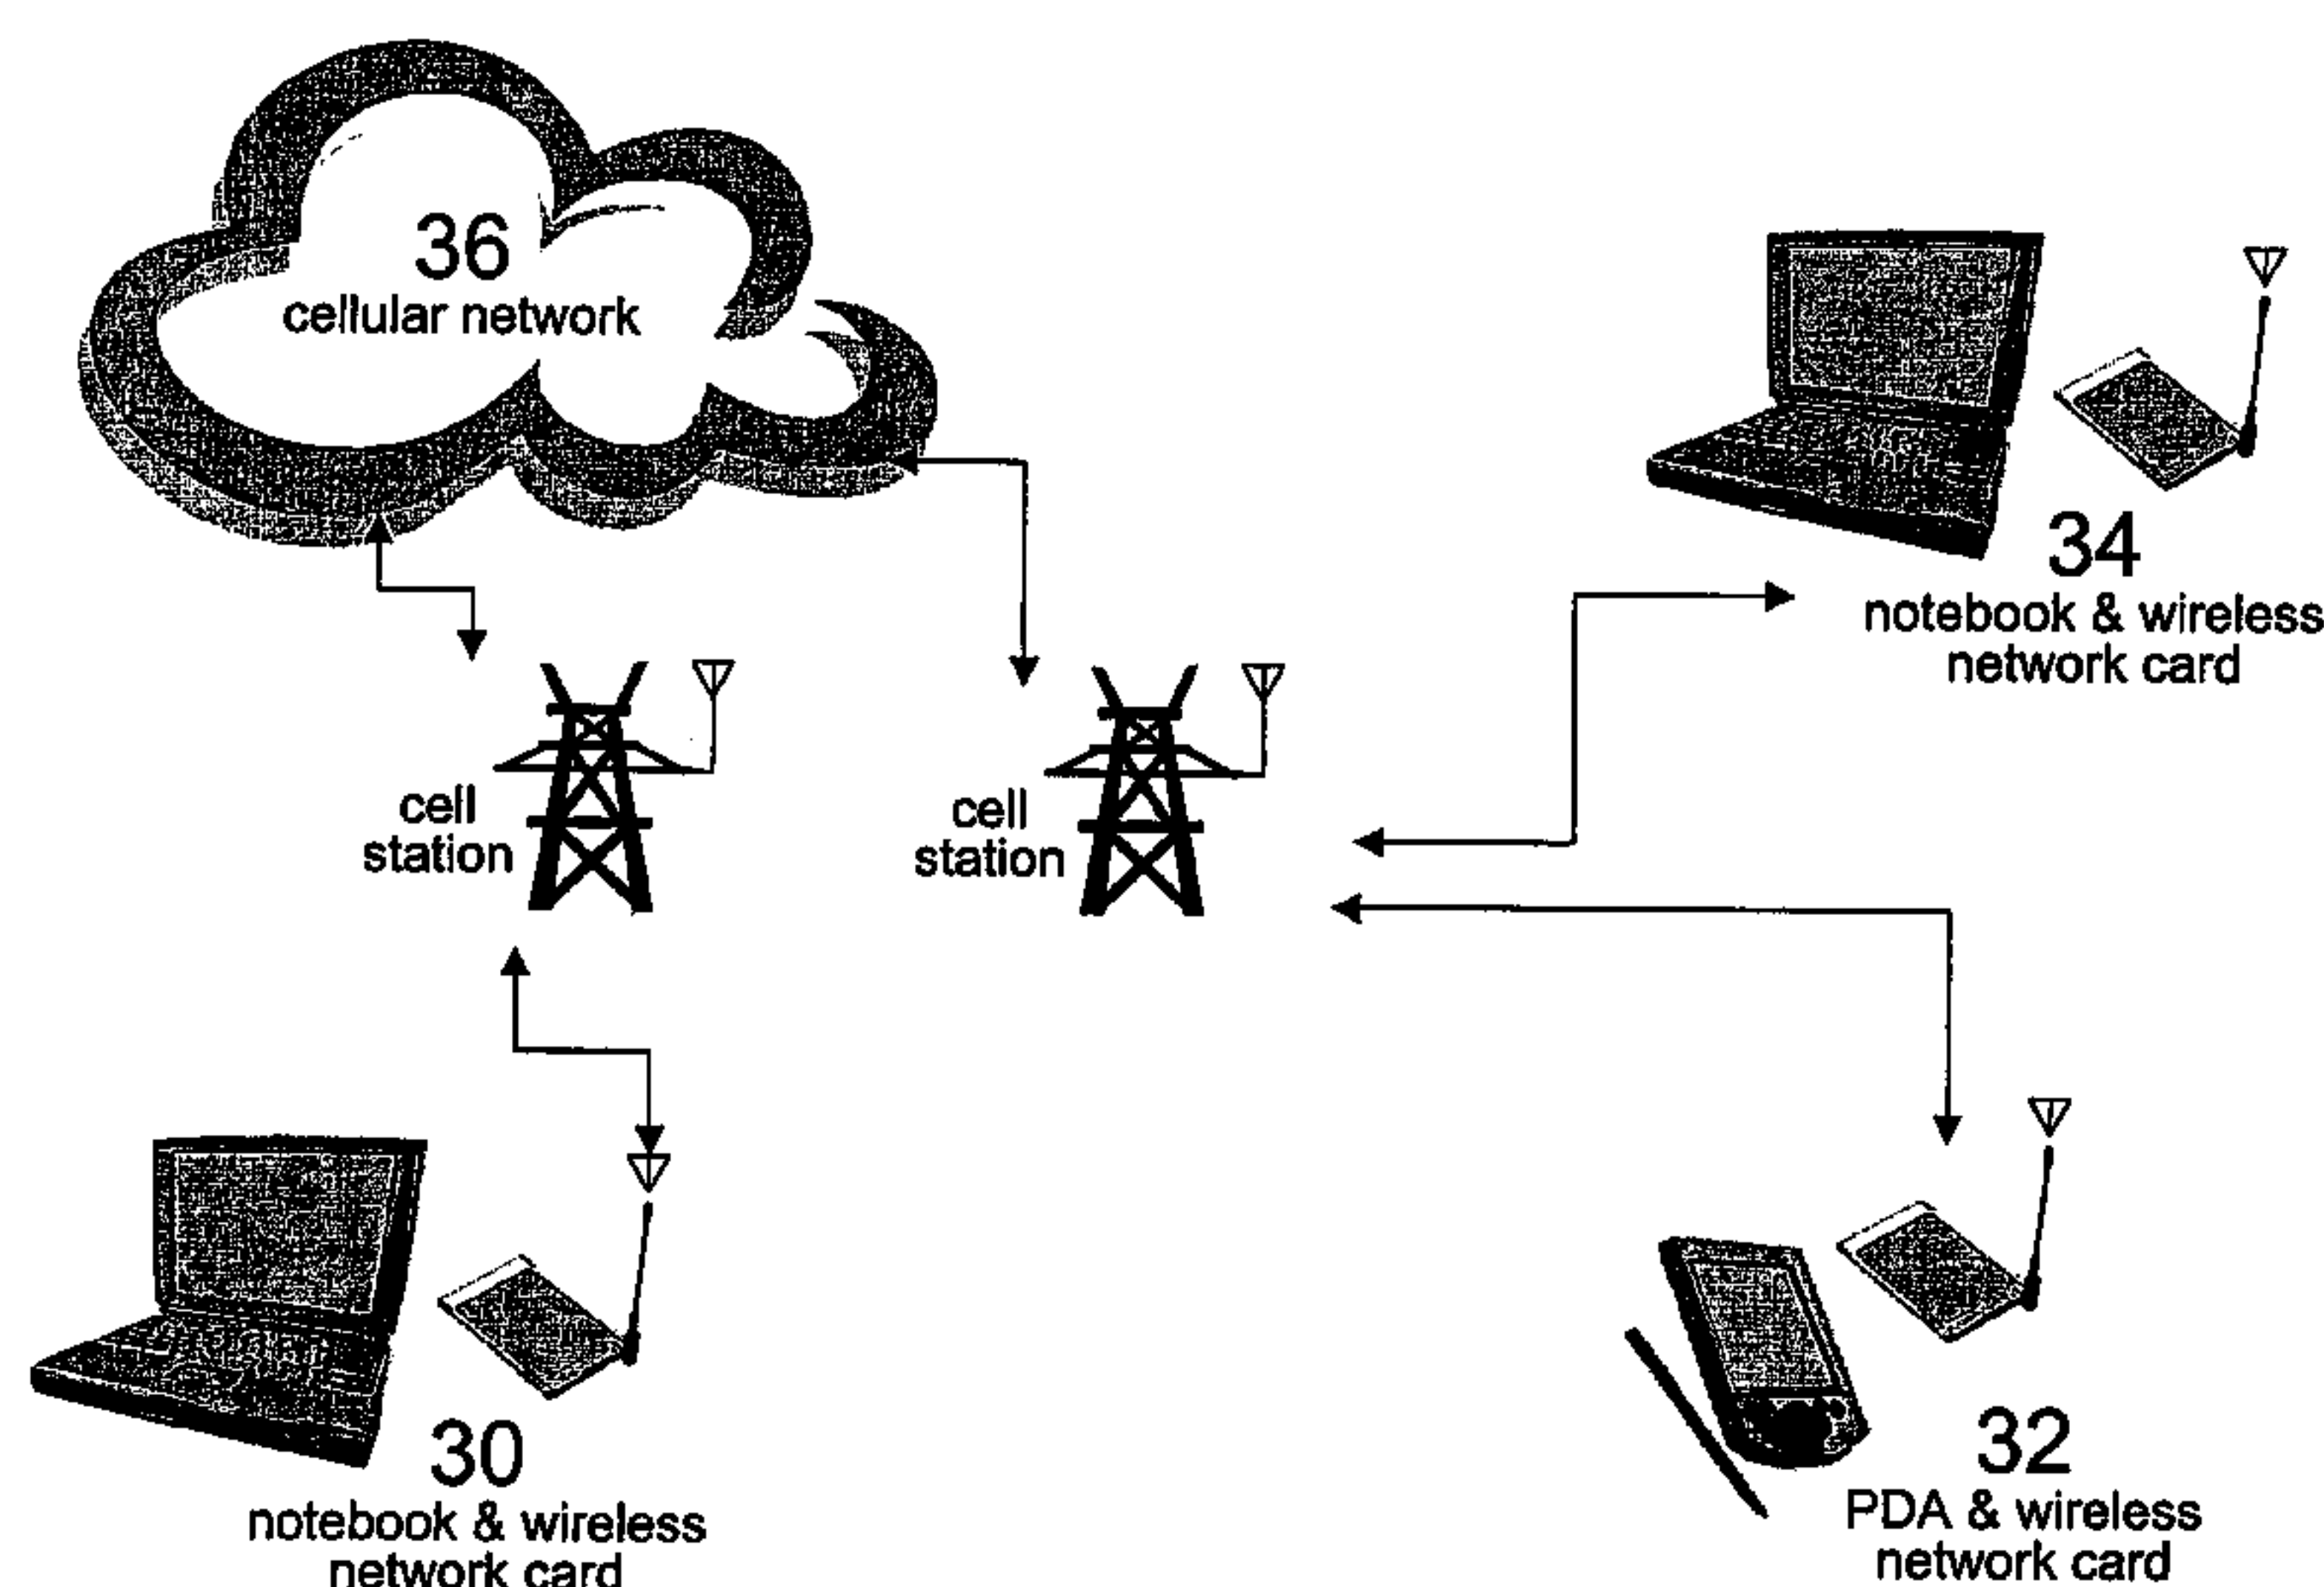 36
cellular network
34
notebook & wireless
network card
cell
station
cell
station
30
notebook & wireless
network card
32
PDA & wireless
network card